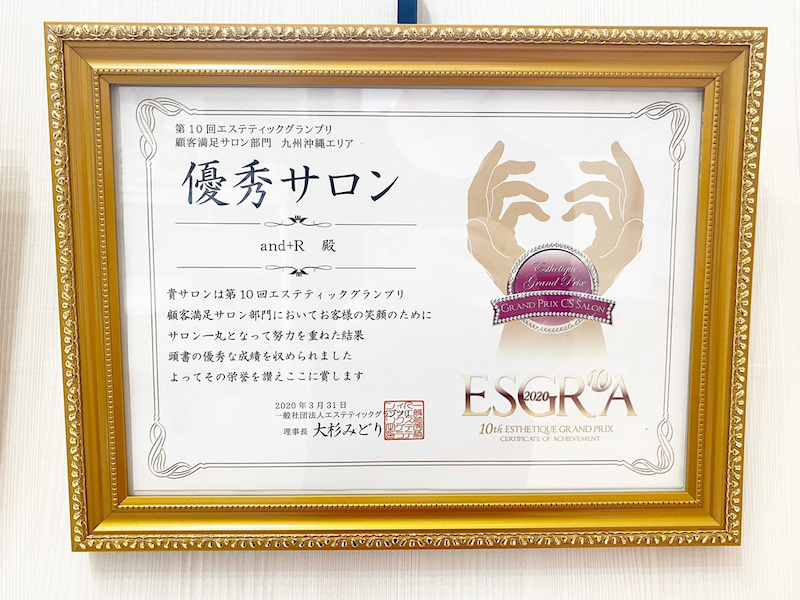 第10回エステティックグランプリ
顧客満足サロン部門 九州沖縄エリア
優秀サロン
and+R 殿
貴サロンは第10回エステティックグランプリ
顧客満足サロン部門においてお客様の笑顔のために
サロン一丸となって努力を重ねた結果
頭書の優秀な成績を収められました
よってその栄誉を讃えここに賞します
2020年3月31日
一般社団法人エステティックグ
理事長 大杉みどり
Esthetique
Grand Prix
GRAND PRIX CS SALON
ESGR10A
2020
10th ESTHETIQUE GRAND PRIX
CERTIFICATE OF ACHIEVEMENT